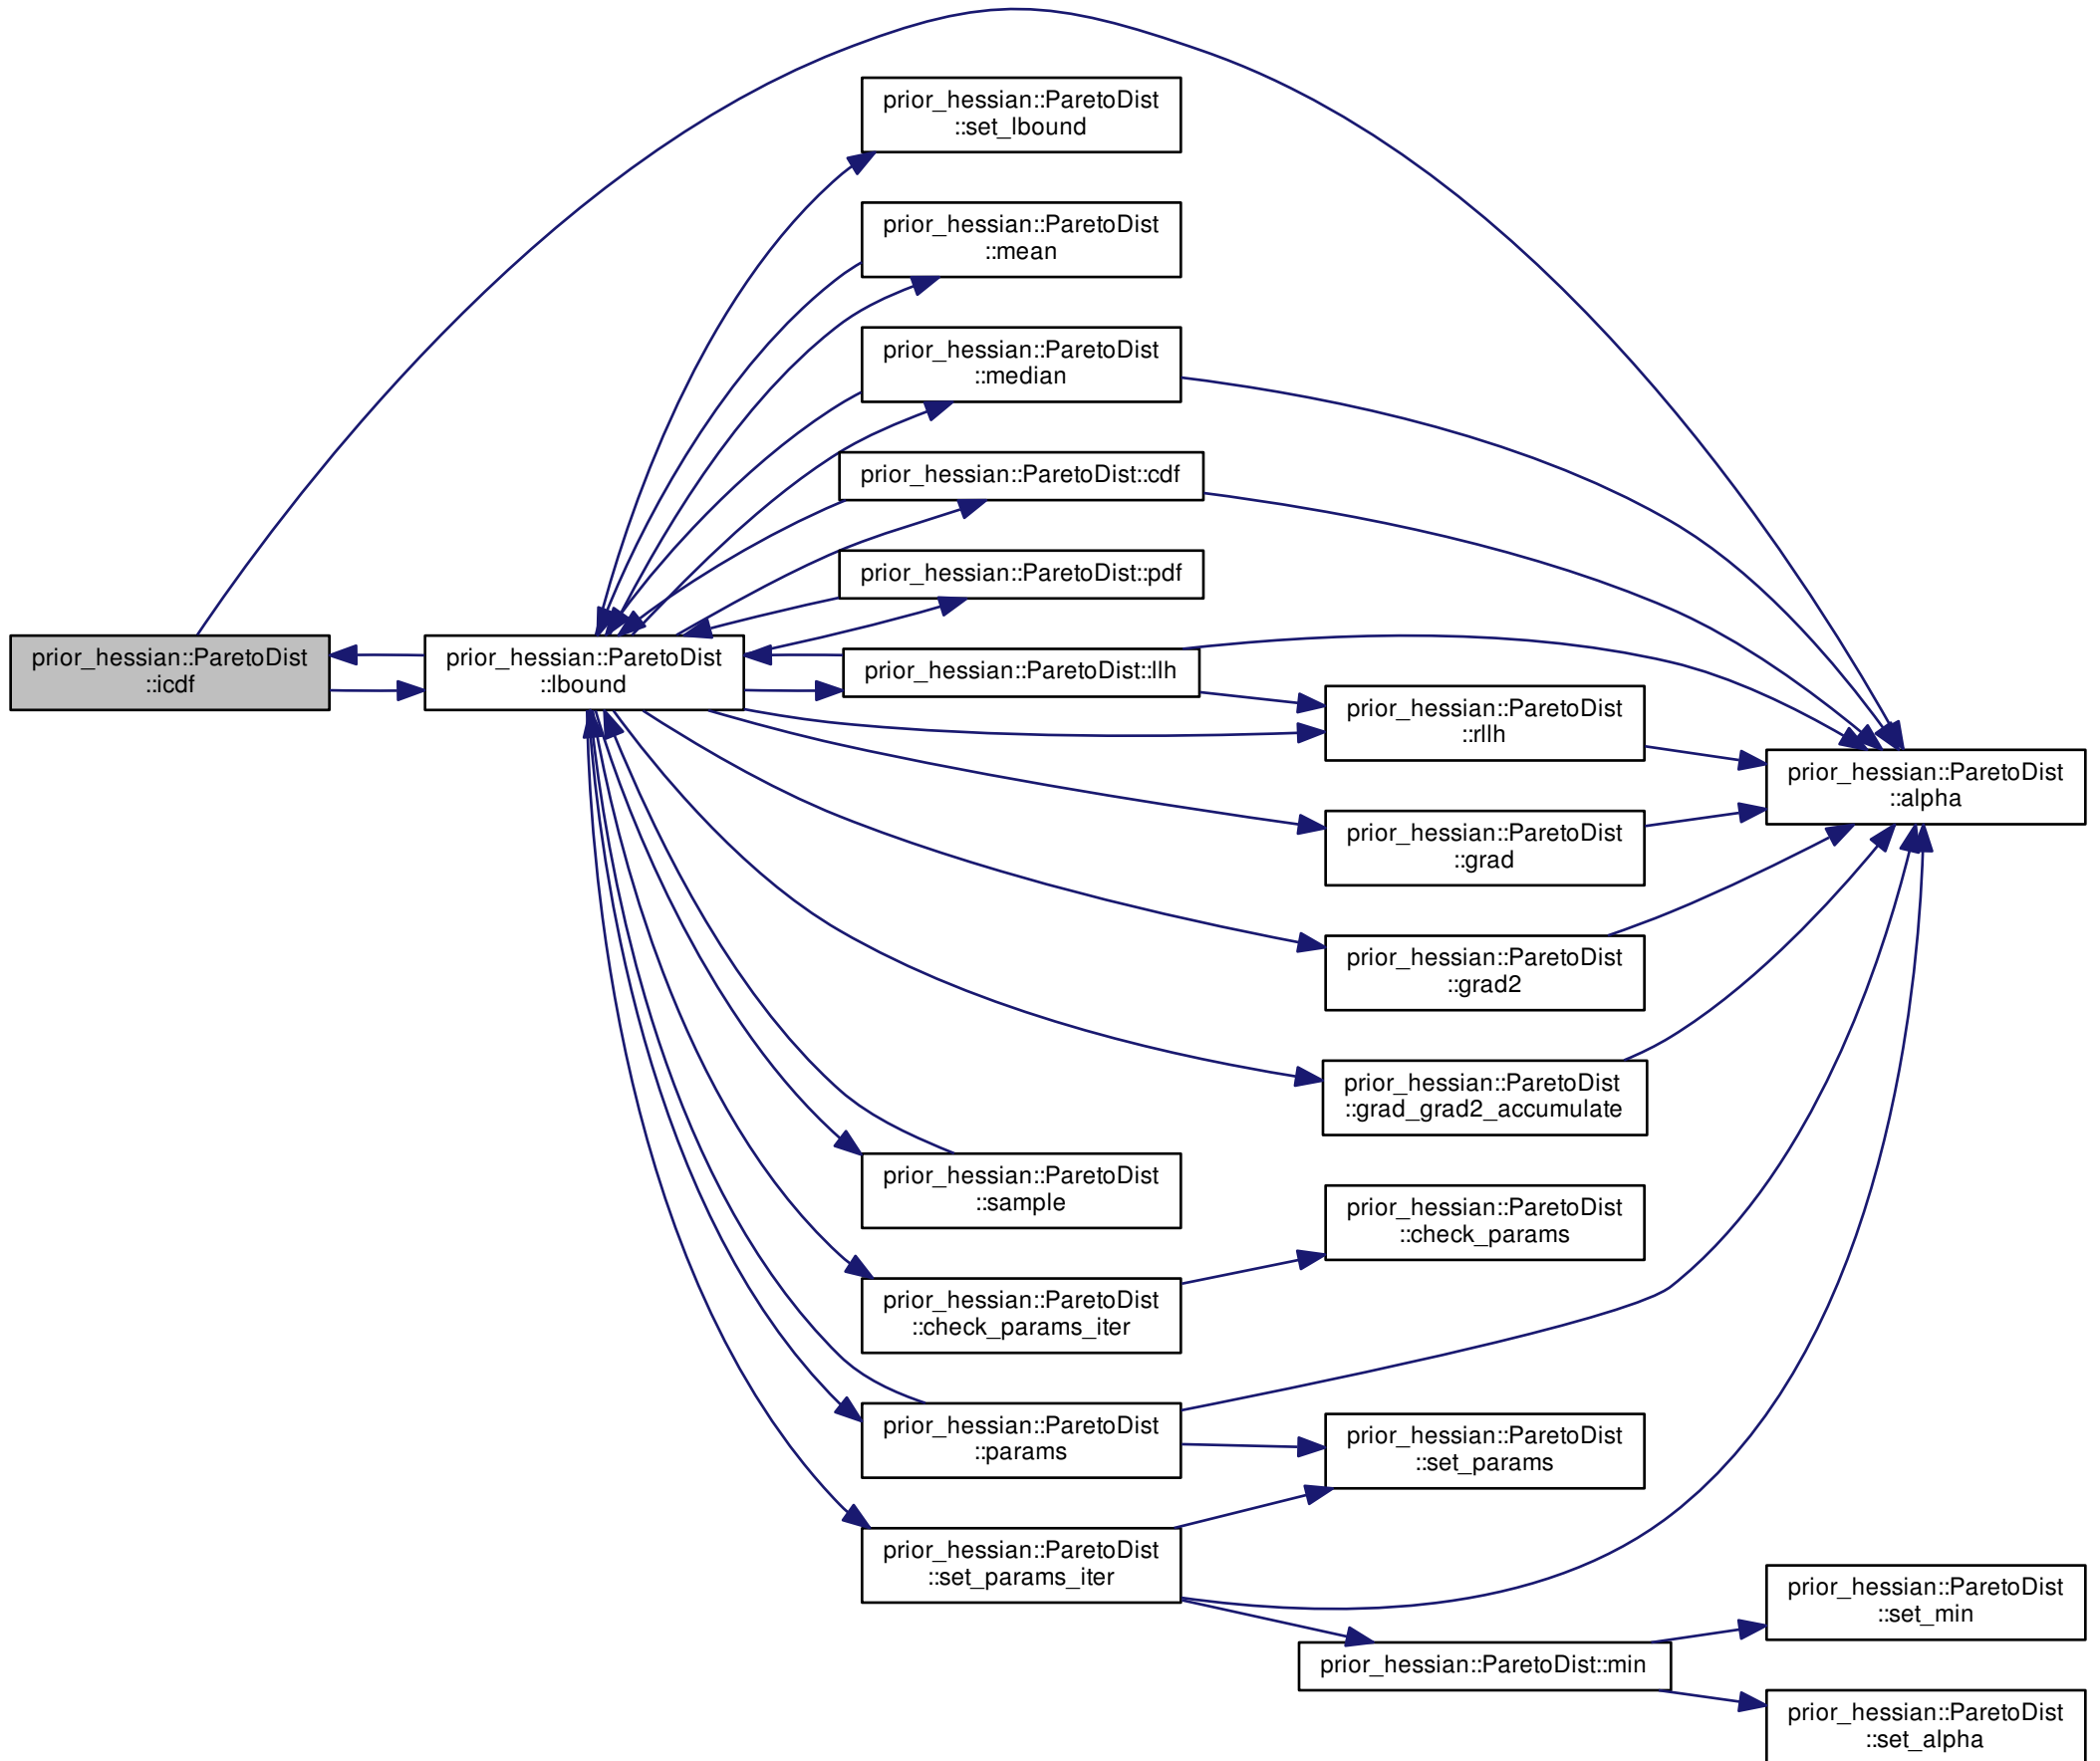 prior_hessian::ParetoDist
::icdf
prior_hessian::ParetoDist
::lbound
prior_hessian::ParetoDist
::set_lbound
prior_hessian::ParetoDist
::mean
prior_hessian::ParetoDist
::median
prior_hessian::ParetoDist::cdf
prior_hessian::ParetoDist::pdf
prior_hessian::ParetoDist::llh
prior_hessian::ParetoDist
::sample
prior_hessian::ParetoDist
::check_params_iter
prior_hessian::ParetoDist
::params
prior_hessian::ParetoDist
::set_params_iter
prior_hessian::ParetoDist
::rllh
prior_hessian::ParetoDist
::grad
prior_hessian::ParetoDist
::grad2
prior_hessian::ParetoDist
::grad_grad2_accumulate
prior_hessian::ParetoDist
::check_params
prior_hessian::ParetoDist
::set_params
prior_hessian::ParetoDist::min
prior_hessian::ParetoDist
::alpha
prior_hessian::ParetoDist
::set_min
prior_hessian::ParetoDist
::set_alpha